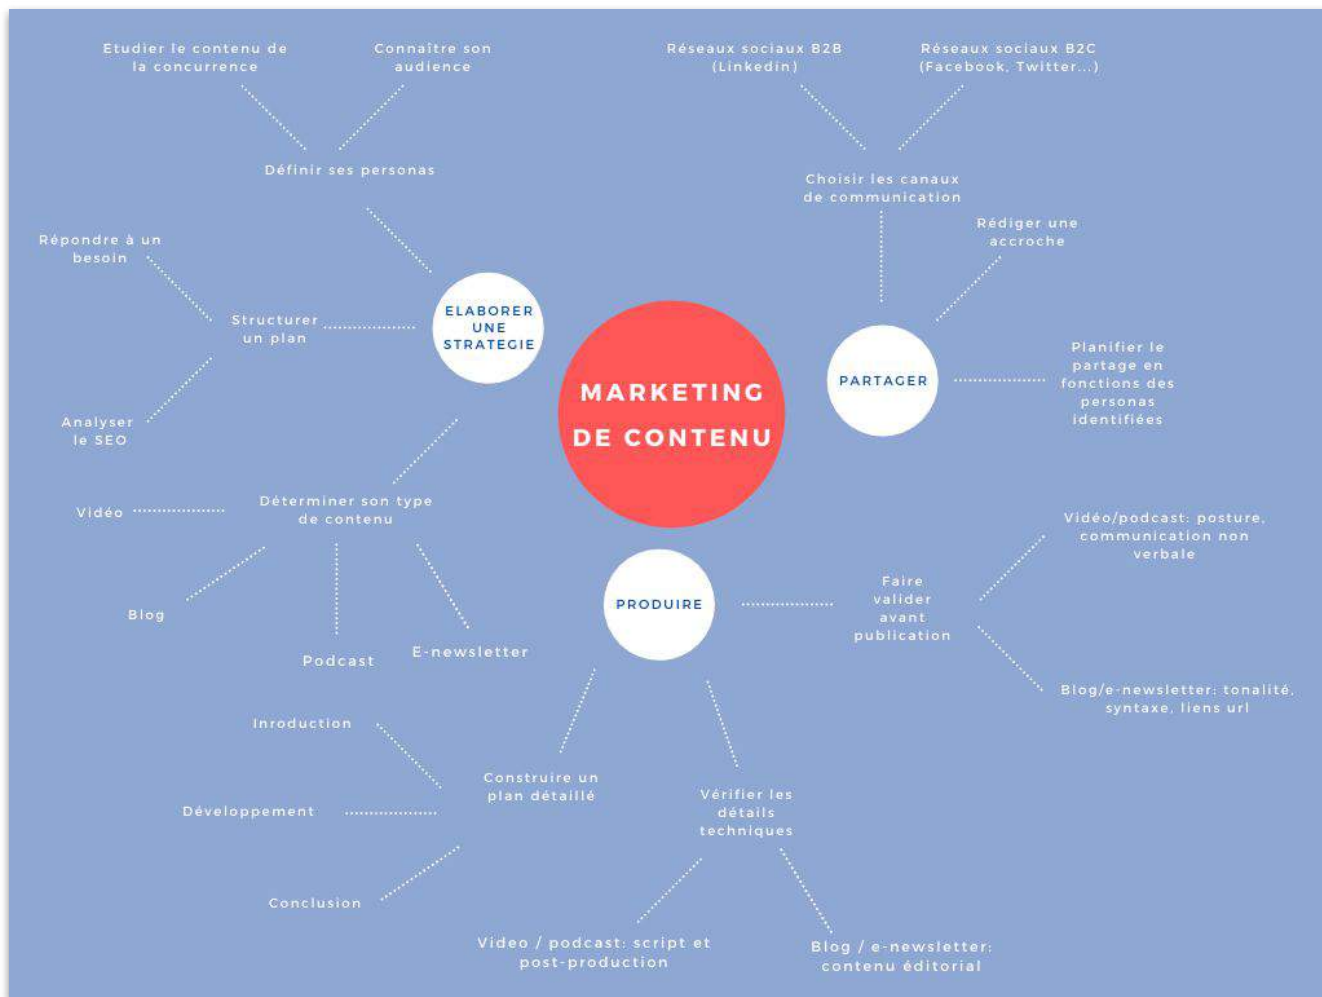 Etudier le contenu de
la concurrence
Connaître son
audience
Définir ses personas
Répondre à un
besoin
Structurer
un plan
Analyser
le SEO
ELABORER
UNE
STRATEGIE
Déterminer son type
de contenu
Vidéo
Blog
Podcast
E-newsletter
MARKETING
DE CONTENU
Réseaux sociaux B2B
(Linkedin)
Réseaux sociaux B2C
(Facebook, Twitter...)
Choisir les canaux
de communication
Rédiger une
accroche
PARTAGER
Planifier le
partage en
fonctions des
personas
identifiées
PRODUIRE
Faire
valider
avant
publication
Vidéo/podcast: posture,
communication non
verbale
Blog/e-newsletter: tonalité,
syntaxe, liens url
Inroduction
Développement
Conclusion
Construire un
plan détaillé
Vérifier les
détails
techniques
Video / podcast: script et
post-production
Blog / e-newsletter:
contenu éditorial